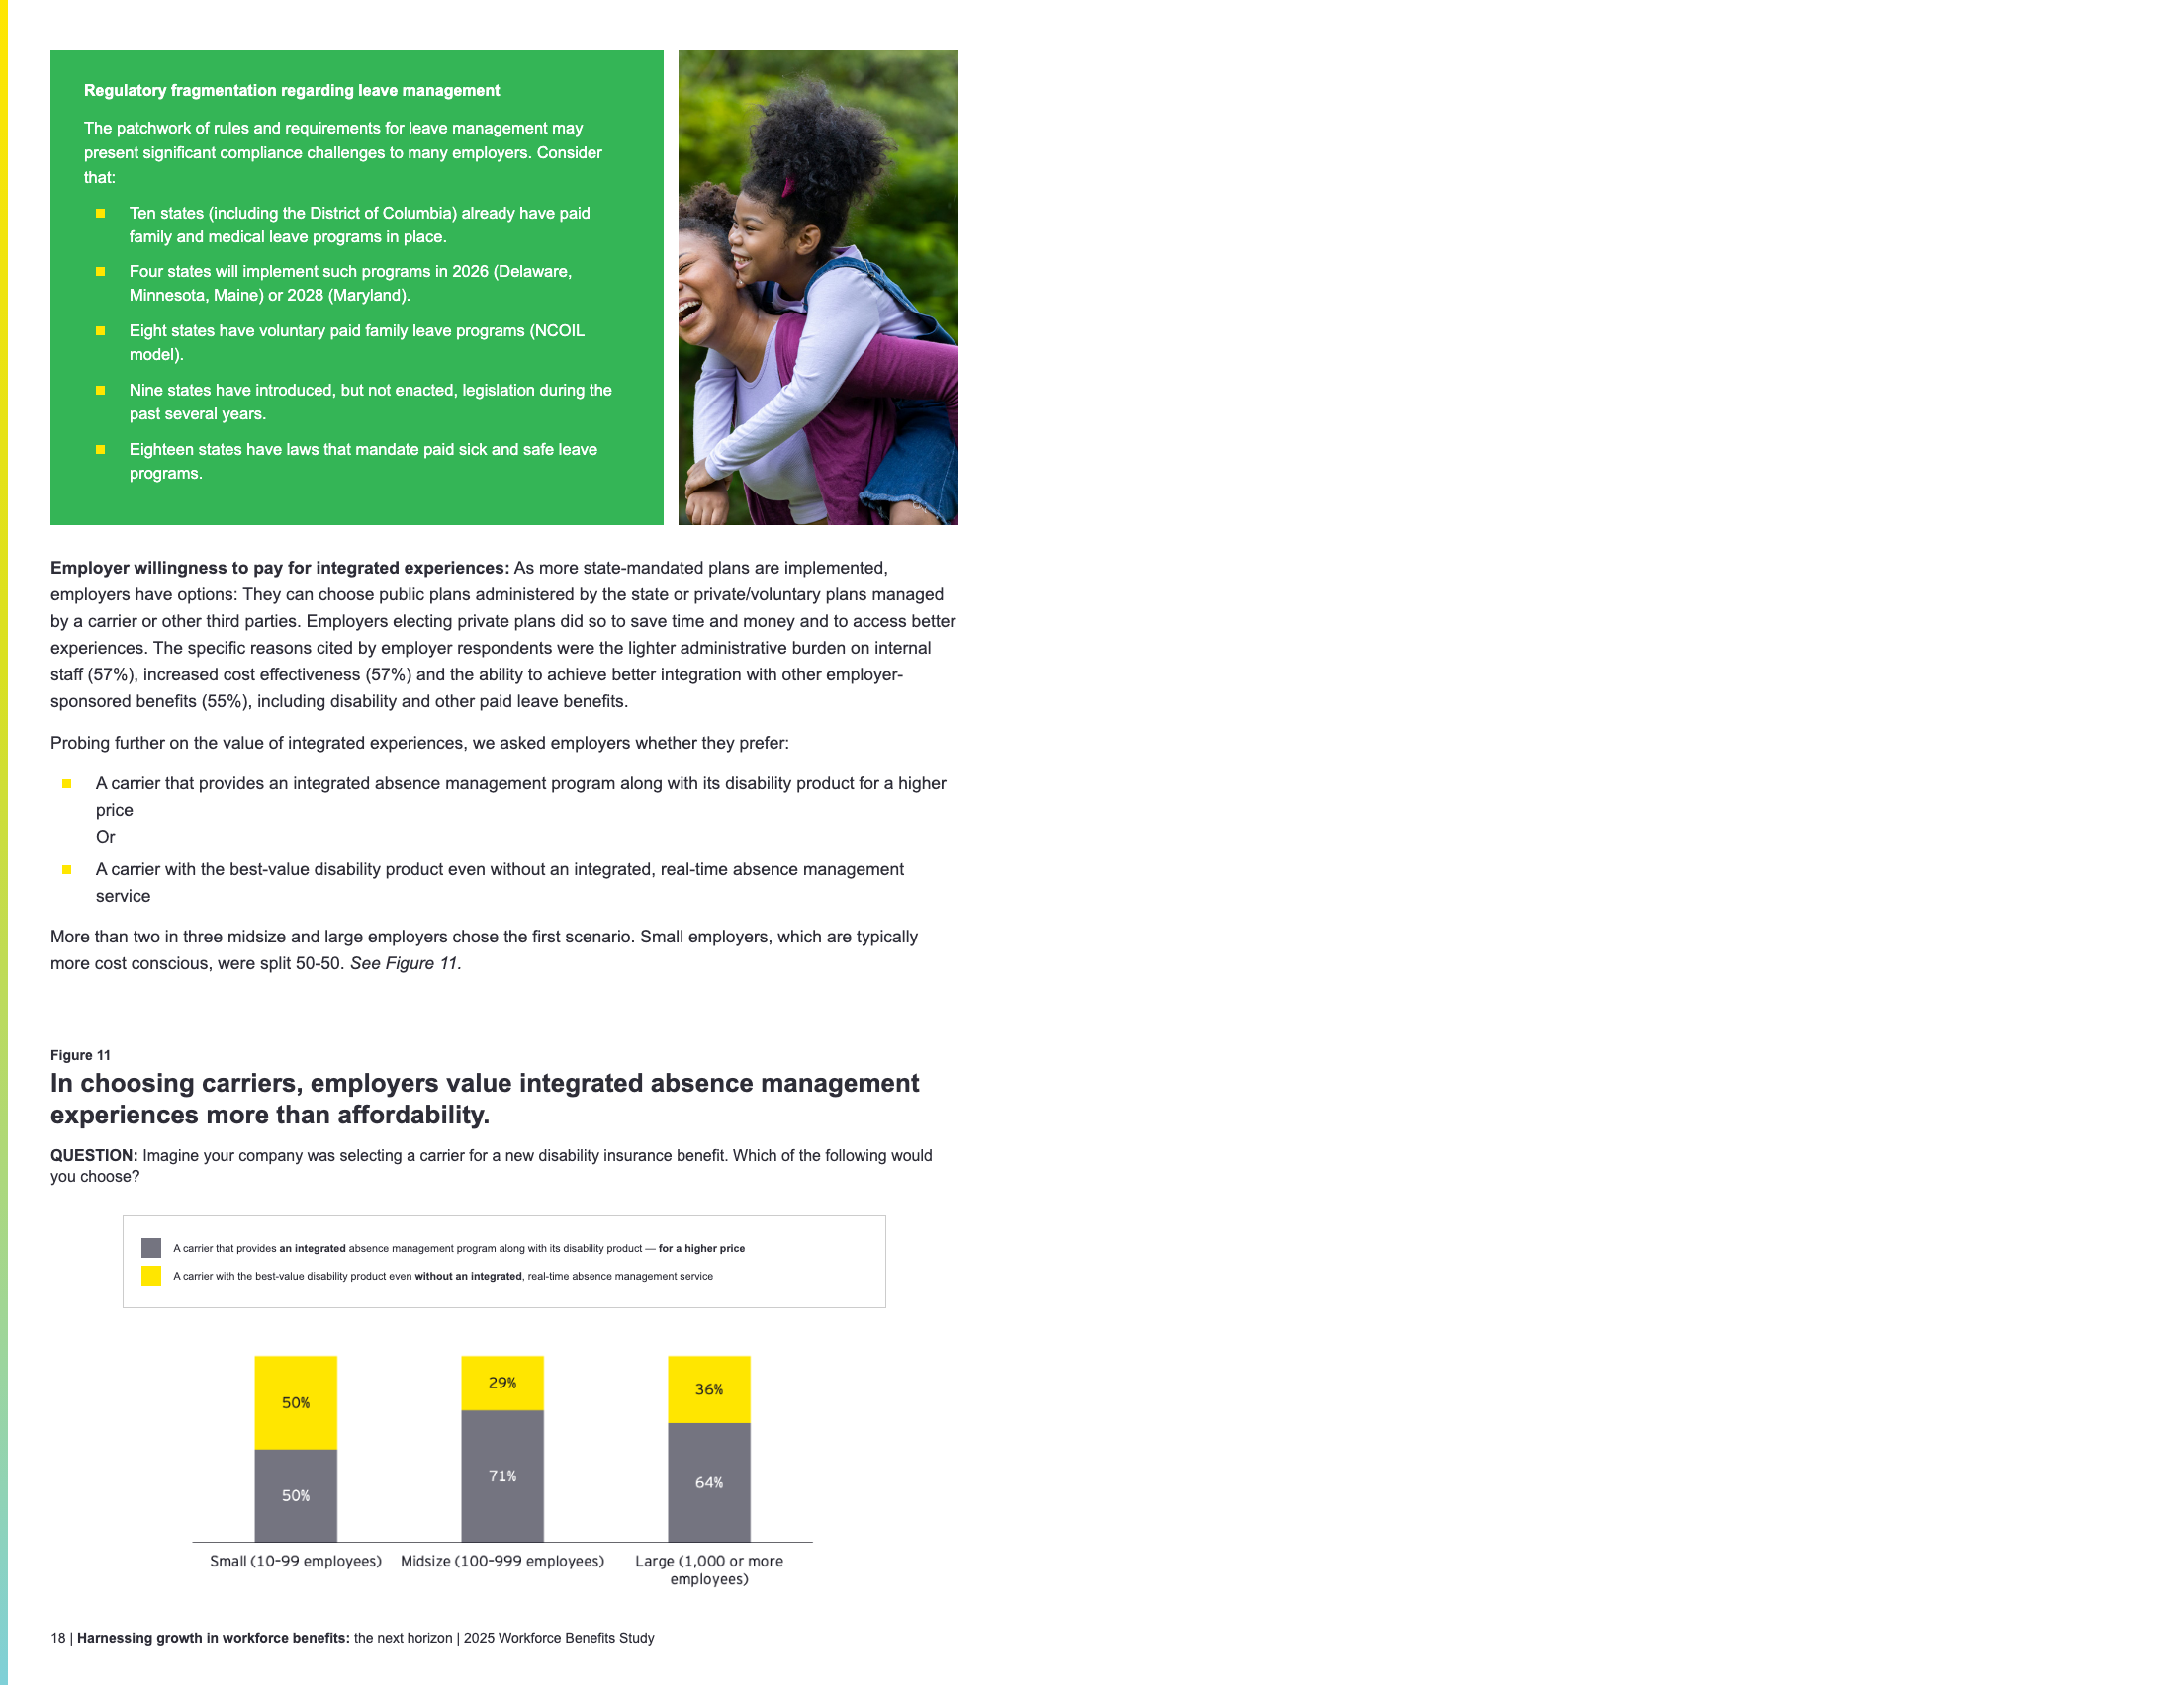 Regulatory fragmentation regarding leave management
The patchwork of rules and requirements for leave management may
present significant compliance challenges to many employers. Consider
that:
Ten states (including the District of Columbia) already have paid
family and medical leave programs in place.
Four states will implement such programs in 2026 (Delaware,
Minnesota, Maine) or 2028 (Maryland).
Eight states have voluntary paid family leave programs (NCOIL
model).
Nine states have introduced, but not enacted, legislation during the
past several years.
Eighteen states have laws that mandate paid sick and safe leave
programs.
Employer willingness to pay for integrated experiences: As more state-mandated plans are implemented,
employers have options: They can choose public plans administered by the state or private/voluntary plans managed
by a carrier or other third parties. Employers electing private plans did so to save time and money and to access better
experiences. The specific reasons cited by employer respondents were the lighter administrative burden on internal
staff (57%), increased cost effectiveness (57%) and the ability to achieve better integration with other employer-
sponsored benefits (55%), including disability and other paid leave benefits.
Probing further on the value of integrated experiences, we asked employers whether they prefer:
A carrier that provides an integrated absence management program along with its disability product for a higher
price
Or
A carrier with the best-value disability product even without an integrated, real-time absence management
service
More than two in three midsize and large employers chose the first scenario. Small employers, which are typically
more cost conscious, were split 50-50. See Figure 11.
Figure 11
In choosing carriers, employers value integrated absence management
experiences more than affordability.
QUESTION: Imagine your company was selecting a carrier for a new disability insurance benefit. Which of the following would
you choose?
A carrier that provides an integrated absence management program along with its disability product — for a higher price
A carrier with the best-value disability product even without an integrated, real-time absence management service
50% 29% 36%
50% 71% 64%
Small (10-99 employees) Midsize (100-999 employees) Large (1,000 or more
employees)
18 | Harnessing growth in workforce benefits: the next horizon | 2025 Workforce Benefits Study